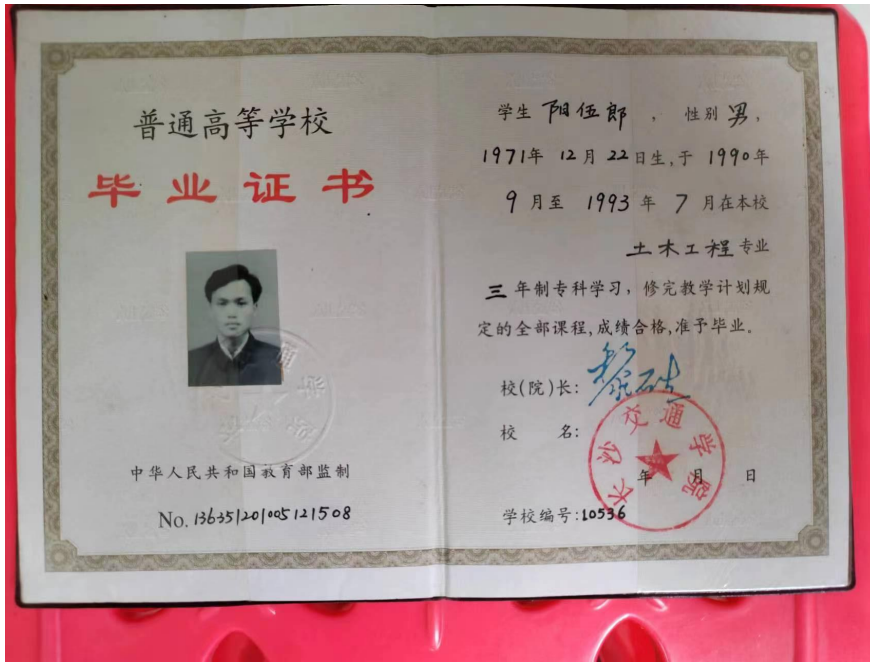 普通高等学校
毕业证书
中华人民共和国教育部监制
No. 136351201005121508
学生 阳伍郎 ，性别 男，
1971年 12月 22日生，于 1990年
9月至 1993年 7月在本校
土木工程专业
三年制专科学习，修完教学计划规
定的全部课程，成绩合格，准予毕业。
校(院)长：
校 名：
长沙交通学院
年 月 日
学校编号：10536